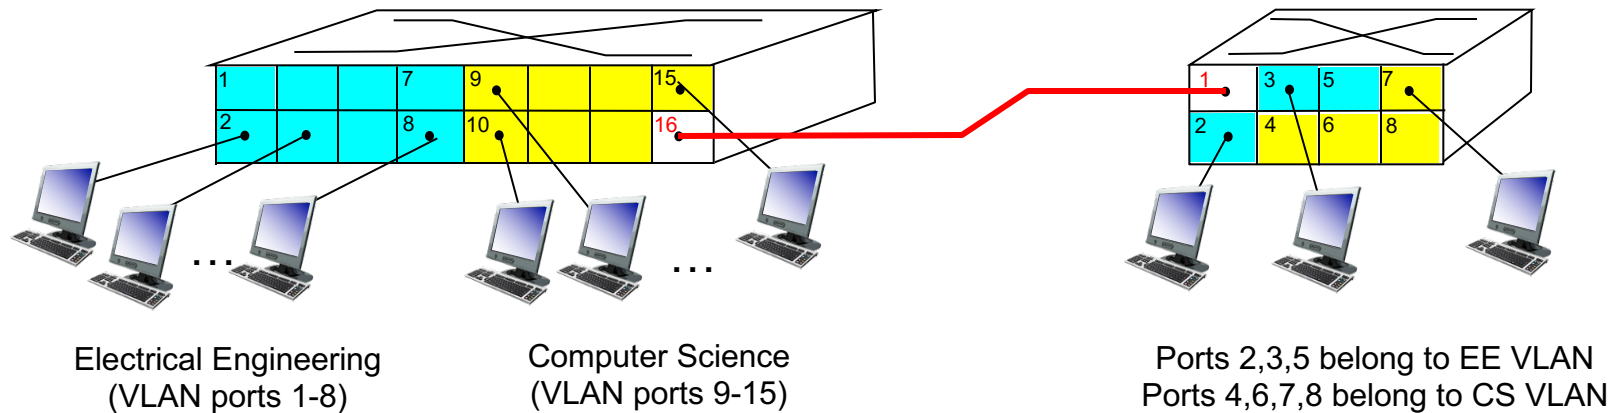 1 7 9 15
2 8 10 16
1 3 5 7
2 4 6 8
... ...
Electrical Engineering
(VLAN ports 1-8)
Computer Science
(VLAN ports 9-15)
Ports 2,3,5 belong to EE VLAN
Ports 4,6,7,8 belong to CS VLAN